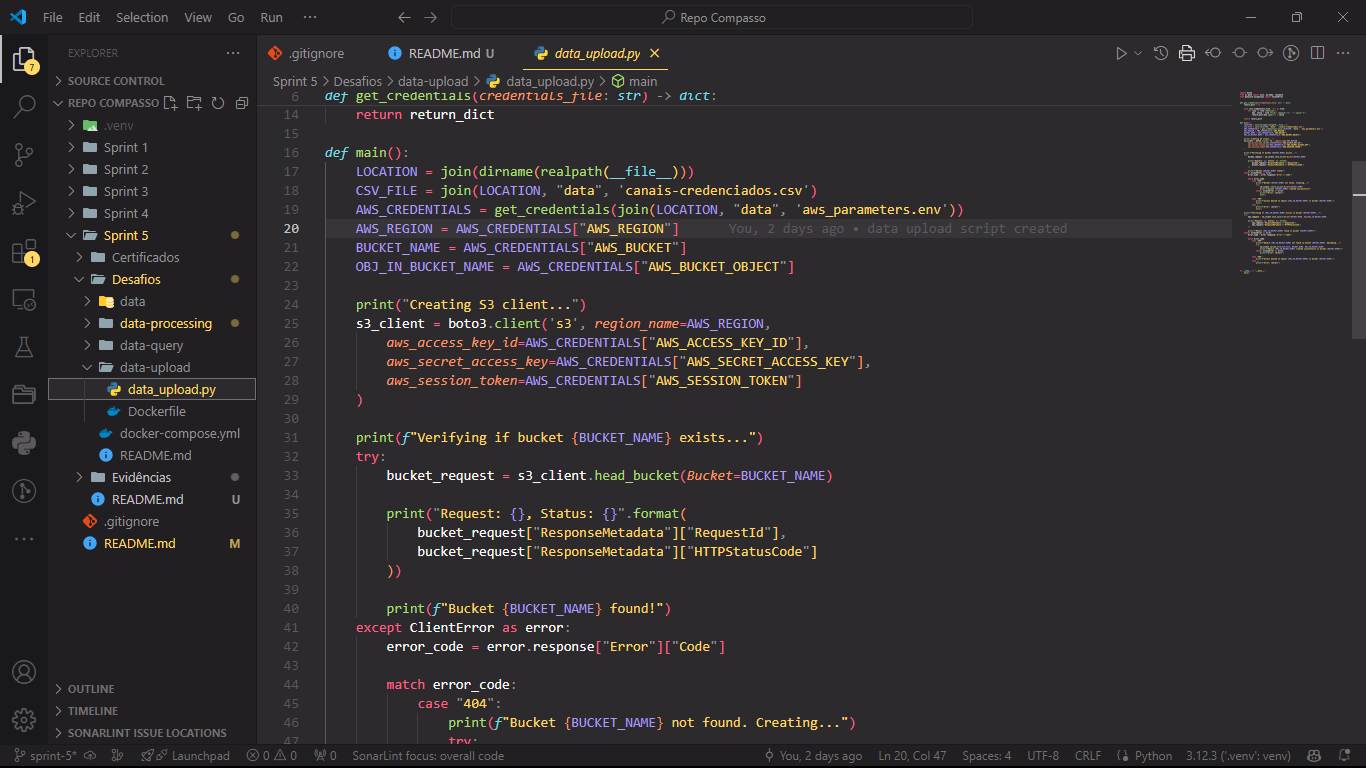 File Edit Selection View Go Run ··· Repo Compasso
EXPLORER ···
.gitignore README.md U data_upload.py
SOURCE CONTROL
REPO COMPASSO
.venv
Sprint 1
Sprint 2
Sprint 3
Sprint 4
Sprint 5
Certificados
Desafios
data
data-processing
data-query
data-upload
data_upload.py
Dockerfile
docker-compose.yml
README.md
Evidências
README.md U
.gitignore
README.md M
OUTLINE
TIMELINE
SONARLINT ISSUE LOCATIONS
7
1
Sprint 5 > Desafios > data-upload > data_upload.py > main
6 def get_credentials(credentials_file: str) -> dict:
14 return return_dict
15
16 def main():
17 LOCATION = join(dirname(realpath(__file__)))
18 CSV_FILE = join(LOCATION, "data", 'canais-credenciados.csv')
19 AWS_CREDENTIALS = get_credentials(join(LOCATION, "data", 'aws_parameters.env'))
20 AWS_REGION = AWS_CREDENTIALS["AWS_REGION"] You, 2 days ago • data upload script created
21 BUCKET_NAME = AWS_CREDENTIALS["AWS_BUCKET"]
22 OBJ_IN_BUCKET_NAME = AWS_CREDENTIALS["AWS_BUCKET_OBJECT"]
23
24 print("Creating S3 client...")
25 s3_client = boto3.client('s3', region_name=AWS_REGION,
26 aws_access_key_id=AWS_CREDENTIALS["AWS_ACCESS_KEY_ID"],
27 aws_secret_access_key=AWS_CREDENTIALS["AWS_SECRET_ACCESS_KEY"],
28 aws_session_token=AWS_CREDENTIALS["AWS_SESSION_TOKEN"]
29 )
30
31 print(f"Verifying if bucket {BUCKET_NAME} exists...")
32 try:
33 bucket_request = s3_client.head_bucket(Bucket=BUCKET_NAME)
34
35 print("Request: {}, Status: {}".format(
36 bucket_request["ResponseMetadata"]["RequestId"],
37 bucket_request["ResponseMetadata"]["HTTPStatusCode"]
38 ))
39
40 print(f"Bucket {BUCKET_NAME} found!")
41 except ClientError as error:
42 error_code = error.response["Error"]["Code"]
43
44 match error_code:
45 case "404":
46 print(f"Bucket {BUCKET_NAME} not found. Creating...")
47 try:
sprint-5* Launchpad 0 0 0 SonarLint focus: overall code You, 2 days ago Ln 20, Col 47 Spaces: 4 UTF-8 CRLF Python 3.12.3 ('.venv': venv)